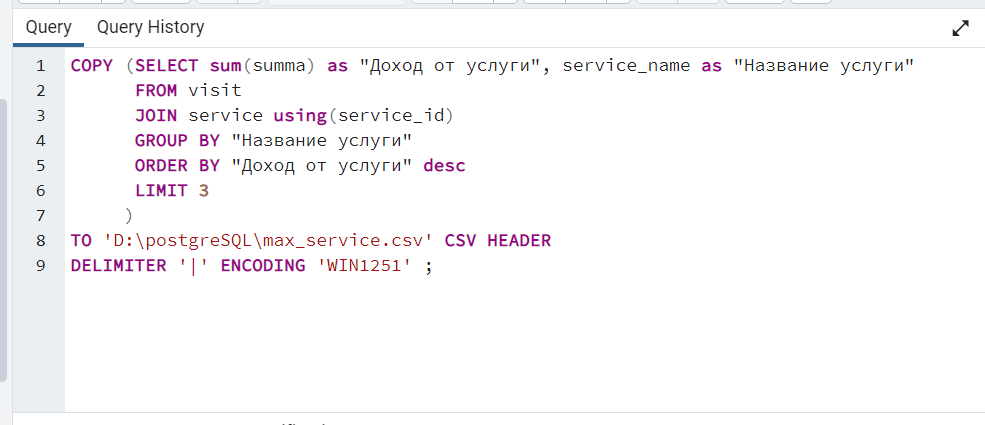 Query Query History
1 COPY (SELECT sum(summa) as "Доход от услуги", service_name as "Название услуги"
2 FROM visit
3 JOIN service using(service_id)
4 GROUP BY "Название услуги"
5 ORDER BY "Доход от услуги" desc
6 LIMIT 3
7 )
8 TO 'D:\postgreSQL\max_service.csv' CSV HEADER
9 DELIMITER '|' ENCODING 'WIN1251' ;